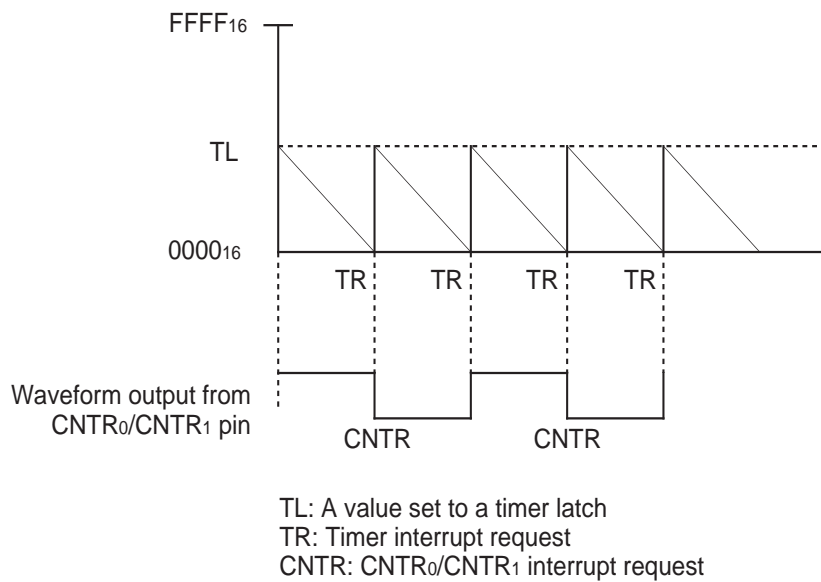 FFFF16
TL
000016
TR TR TR TR
Waveform output from
CNTR0/CNTR1 pin
CNTR CNTR
TL: A value set to a timer latch
TR: Timer interrupt request
CNTR: CNTR0/CNTR1 interrupt request